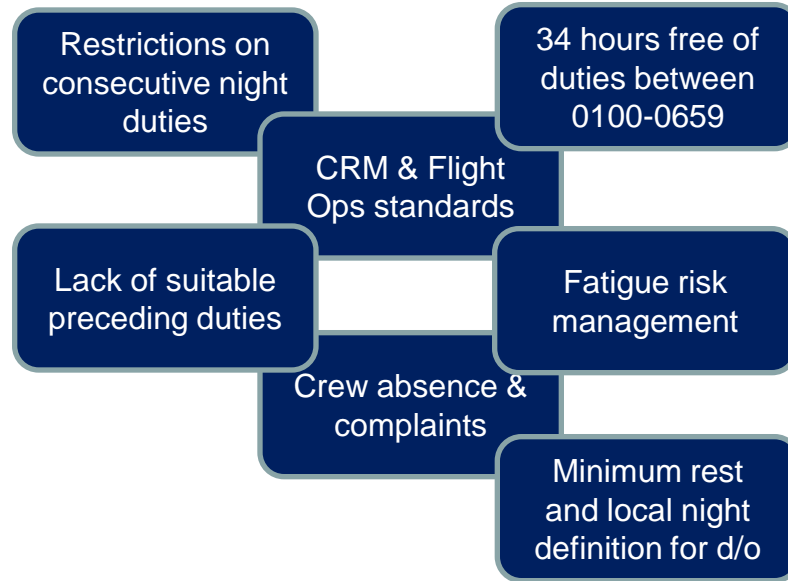 Restrictions on
consecutive night
duties
34 hours free of
duties between
0100-0659
CRM & Flight
Ops standards
Lack of suitable
preceding duties
Fatigue risk
management
Crew absence &
complaints
Minimum rest
and local night
definition for d/o